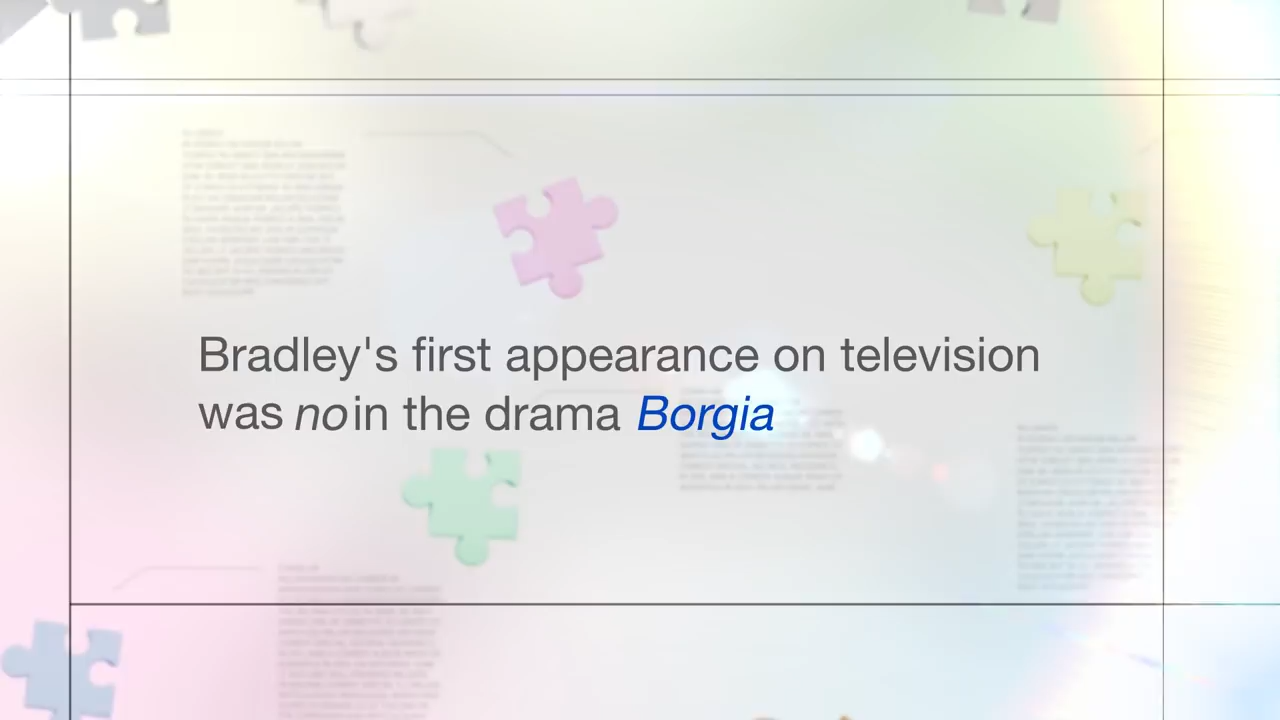 Bradley's first appearance on television
was no in the drama Borgia